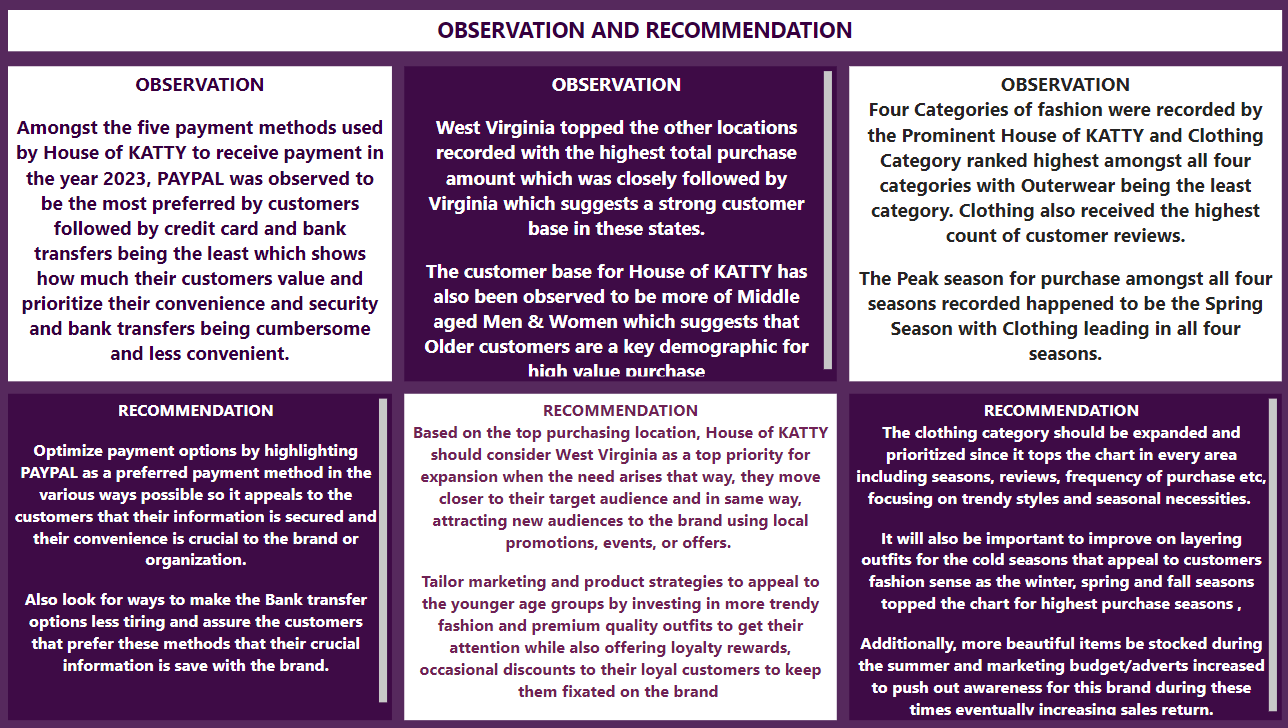 OBSERVATION AND RECOMMENDATION
OBSERVATION
Amongst the five payment methods used
by House of KATTY to receive payment in
the year 2023, PAYPAL was observed to
be the most preferred by customers
followed by credit card and bank
transfers being the least which shows
how much their customers value and
prioritize their convenience and security
and bank transfers being cumbersome
and less convenient.
OBSERVATION
West Virginia topped the other locations
recorded with the highest total purchase
amount which was closely followed by
Virginia which suggests a strong customer
base in these states.
The customer base for House of KATTY has
also been observed to be more of Middle
aged Men & Women which suggests that
Older customers are a key demographic for
high value purchase
OBSERVATION
Four Categories of fashion were recorded by
the Prominent House of KATTY and Clothing
Category ranked highest amongst all four
categories with Outerwear being the least
category. Clothing also received the highest
count of customer reviews.
The Peak season for purchase amongst all four
seasons recorded happened to be the Spring
Season with Clothing leading in all four
seasons.
RECOMMENDATION
Optimize payment options by highlighting
PAYPAL as a preferred payment method in the
various ways possible so it appeals to the
customers that their information is secured and
their convenience is crucial to the brand or
organization.
Also look for ways to make the Bank transfer
options less tiring and assure the customers
that prefer these methods that their crucial
information is save with the brand.
RECOMMENDATION
Based on the top purchasing location, House of KATTY
should consider West Virginia as a top priority for
expansion when the need arises that way, they move
closer to their target audience and in same way,
attracting new audiences to the brand using local
promotions, events, or offers.
Tailor marketing and product strategies to appeal to
the younger age groups by investing in more trendy
fashion and premium quality outfits to get their
attention while also offering loyalty rewards,
occasional discounts to their loyal customers to keep
them fixated on the brand
RECOMMENDATION
The clothing category should be expanded and
prioritized since it tops the chart in every area
including seasons, reviews, frequency of purchase etc,
focusing on trendy styles and seasonal necessities.
It will also be important to improve on layering
outfits for the cold seasons that appeal to customers
fashion sense as the winter, spring and fall seasons
topped the chart for highest purchase seasons ,
Additionally, more beautiful items be stocked during
the summer and marketing budget/adverts increased
to push out awareness for this brand during these
times eventually increasing sales return.